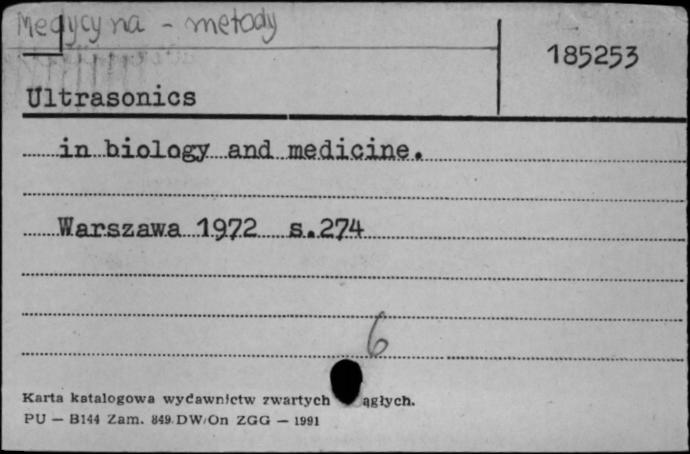 Medycyna - metody
185253
Ultrasonics
in biology and medicine.
Warszawa 1972 s.274
6
Karta katalogowa wydawnictw zwartych ągłych.
PU — B144 Zam. 849 DW/On ZGG — 1991